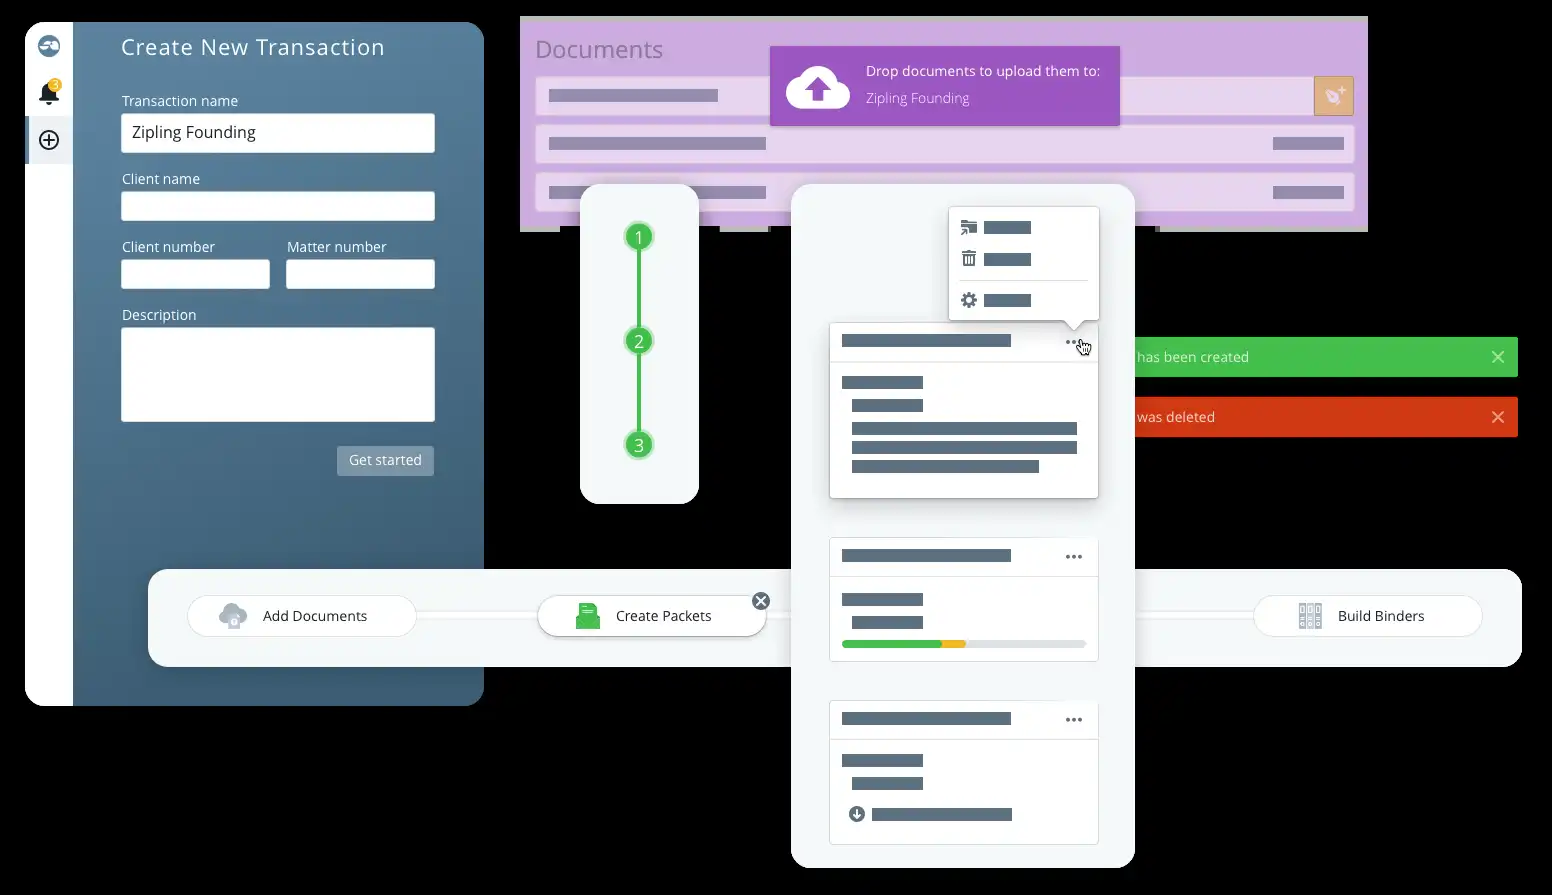 Create New Transaction
3
Transaction name
Zipling Founding
Client name
Client number
Matter number
Description
Get started
Documents
Drop documents to upload them to:
Zipling Founding
1
2
3
has been created
was deleted
Add Documents
Create Packets
Build Binders